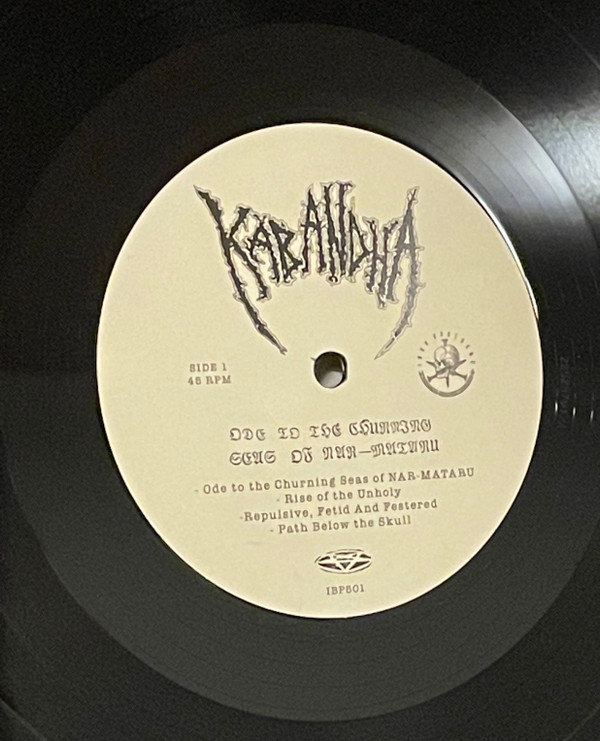 KABANDHA
SIDE 1
45 RPM
ODE TO THE CHURNING
SEAS OF NAR-MATARU
- Ode to the Churning Seas of NAR-MATARU
- Rise of the Unholy
-Repulsive, Fetid And Festered
- Path Below the Skull
IBP601